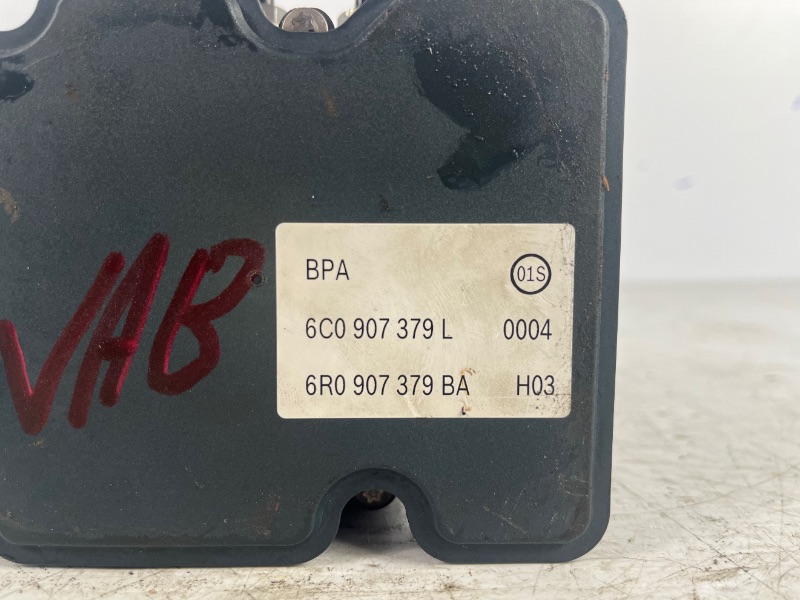 BPA 01S
6C0 907 379 L 0004
6R0 907 379 BA H03
VAB